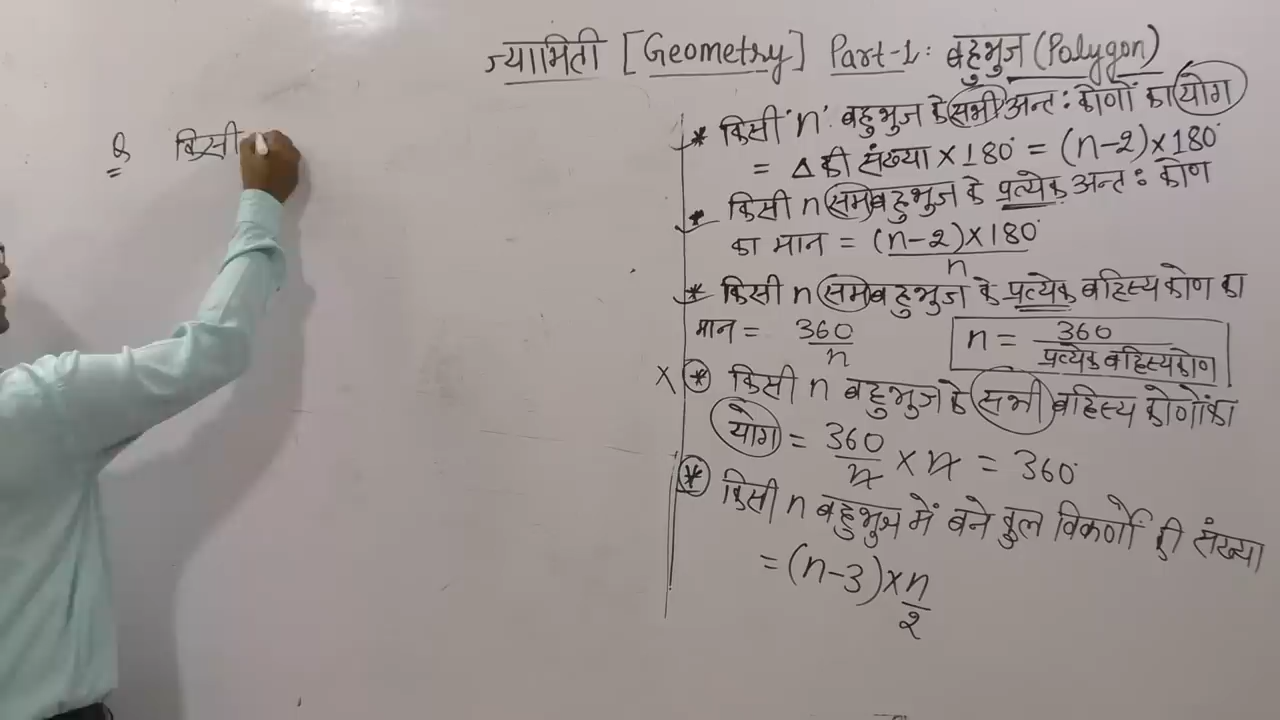 ज्यामिती [Geometry] Part-1: बहुभुज (Polygon)
Q किसी
* किसी 'n' बहुभुज के सभी अन्तः कोणों का योग
= Δ की संख्या × 180° = (n-2) × 180°
* किसी n समबहुभुज के प्रत्येक अन्तः कोण
का मान = (n-2) × 180° / n
* किसी n समबहुभुज के प्रत्येक बहिस्य कोण का
मान = 360 / n n = 360 / प्रत्येक बहिस्यकोण
× * किसी n बहुभुज के सभी बहिस्य कोणों का
योग = 360 / n × n = 360°
* किसी n बहुभुज में बने कुल विकर्णों की संख्या
= (n-3) × n / 2